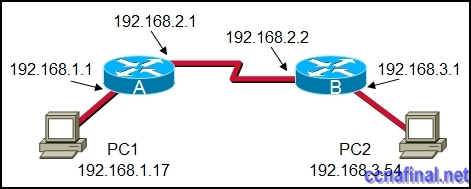 192.168.2.1
192.168.2.2
192.168.1.1
192.168.3.1
A
B
PC1
192.168.1.17
PC2
192.168.3.54
ccnafinal.net